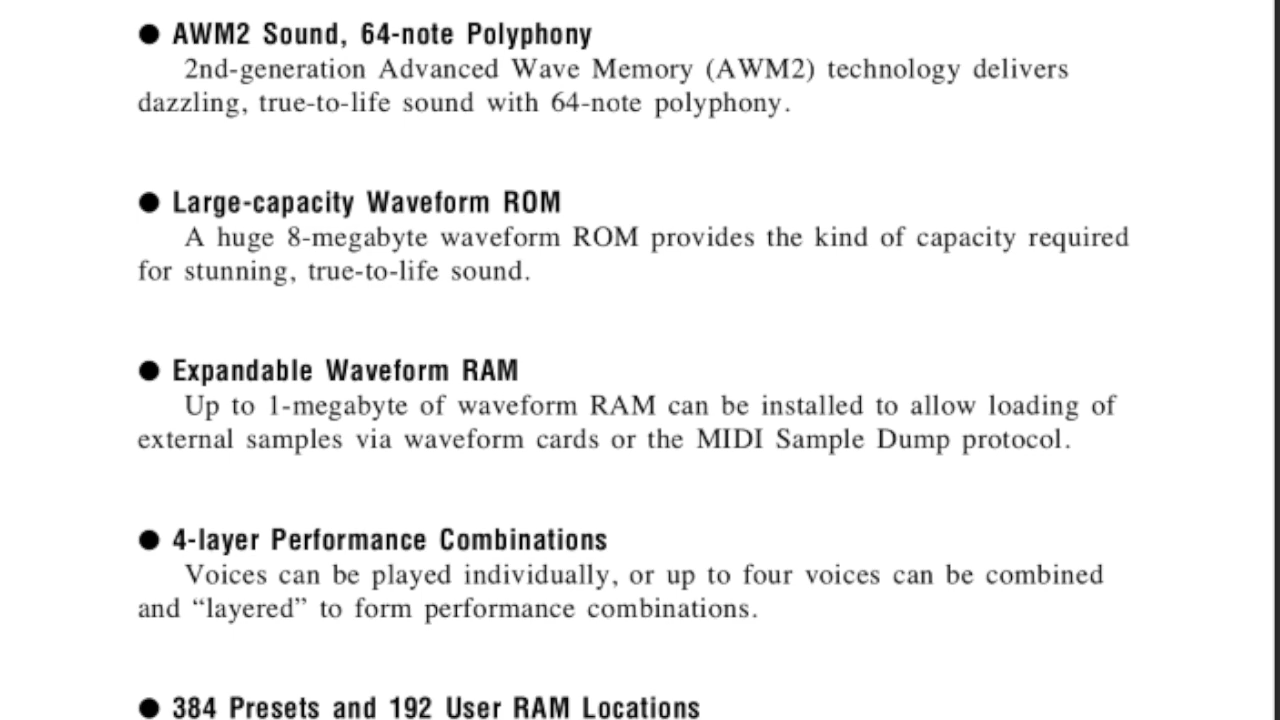 ● AWM2 Sound, 64-note Polyphony
2nd-generation Advanced Wave Memory (AWM2) technology delivers
dazzling, true-to-life sound with 64-note polyphony.
● Large-capacity Waveform ROM
A huge 8-megabyte waveform ROM provides the kind of capacity required
for stunning, true-to-life sound.
● Expandable Waveform RAM
Up to 1-megabyte of waveform RAM can be installed to allow loading of
external samples via waveform cards or the MIDI Sample Dump protocol.
● 4-layer Performance Combinations
Voices can be played individually, or up to four voices can be combined
and “layered” to form performance combinations.
● 384 Presets and 192 User RAM Locations